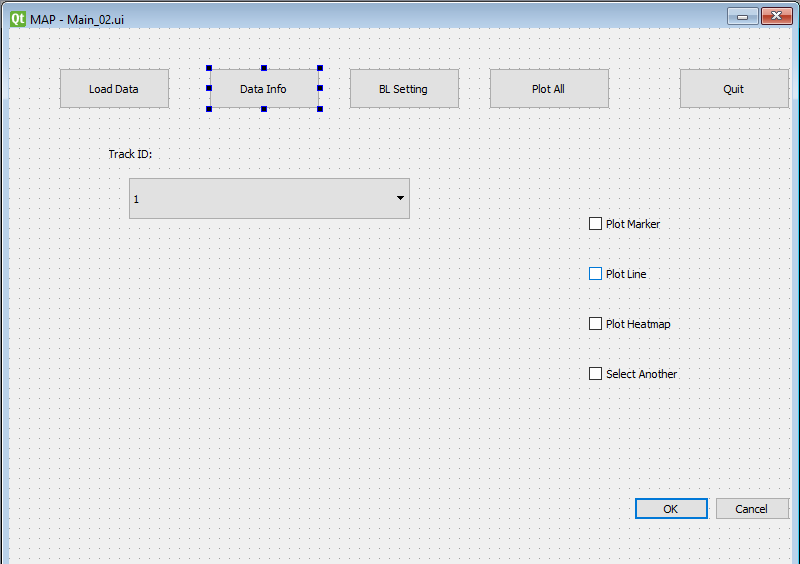 Qt MAP - Main_02.ui
Load Data Data Info BL Setting Plot All Quit
Track ID:
1
Plot Marker
Plot Line
Plot Heatmap
Select Another
OK Cancel